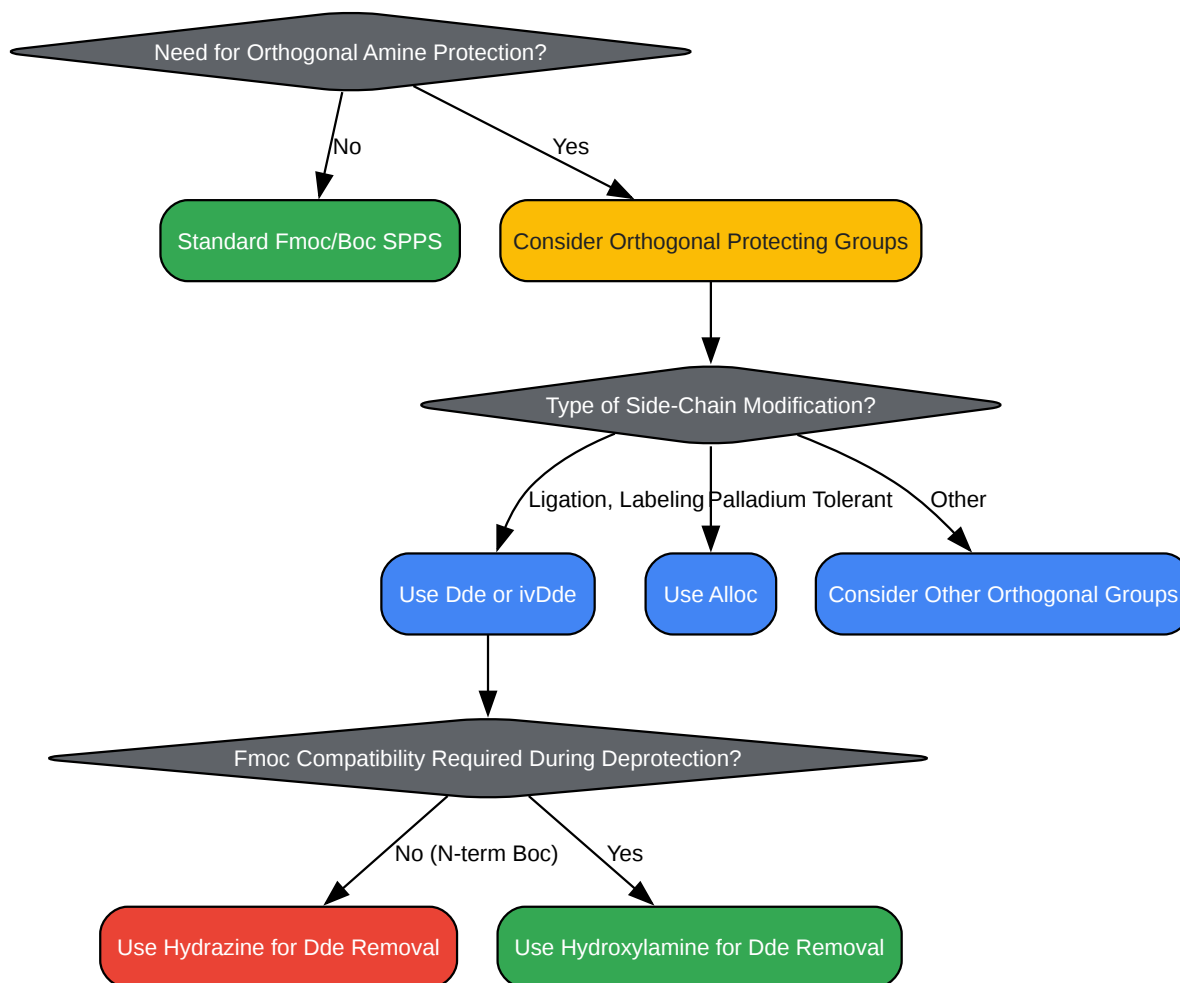 Need for Orthogonal Amine Protection?
No
Yes
Standard Fmoc/Boc SPPS
Consider Orthogonal Protecting Groups
Type of Side-Chain Modification?
Ligation, Labeling
Palladium Tolerant
Other
Use Dde or ivDde
Use Alloc
Consider Other Orthogonal Groups
Fmoc Compatibility Required During Deprotection?
No (N-term Boc)
Yes
Use Hydrazine for Dde Removal
Use Hydroxylamine for Dde Removal